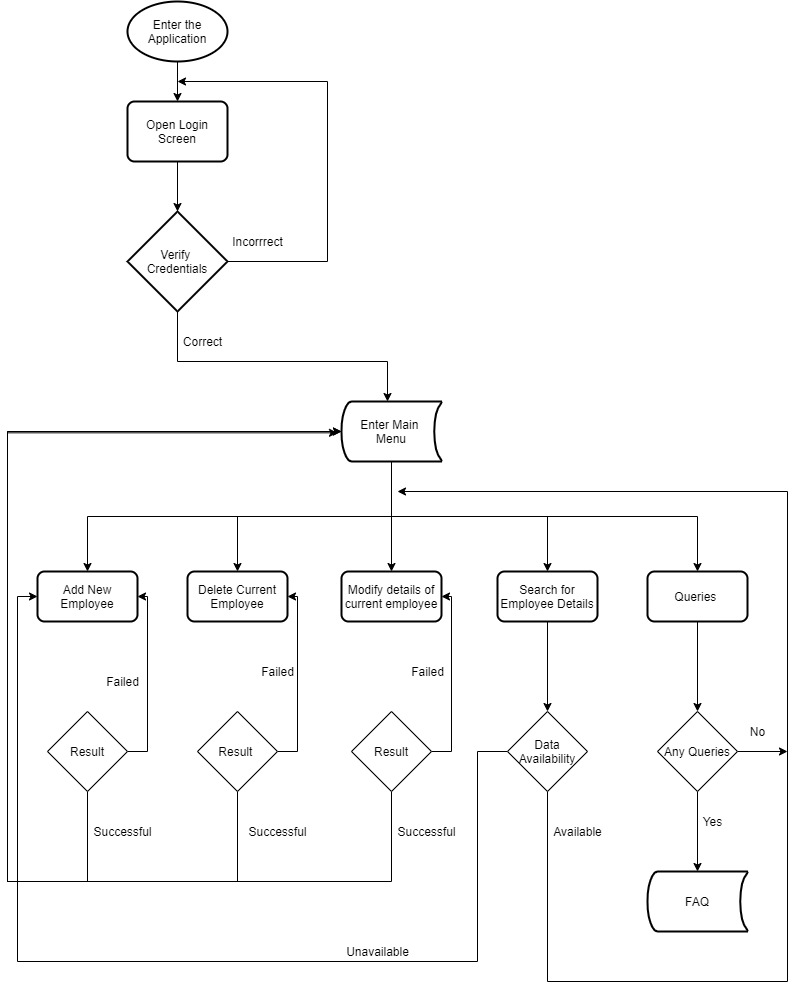 Enter the
Application
Open Login
Screen
Verify
Credentials
Incorrrect
Correct
Enter Main
Menu
Add New
Employee
Delete Current
Employee
Modify details of
current employee
Search for
Employee Details
Queries
Failed
Failed
Failed
Result
Result
Result
Data
Availability
Any Queries
No
Successful
Successful
Successful
Available
Yes
FAQ
Unavailable